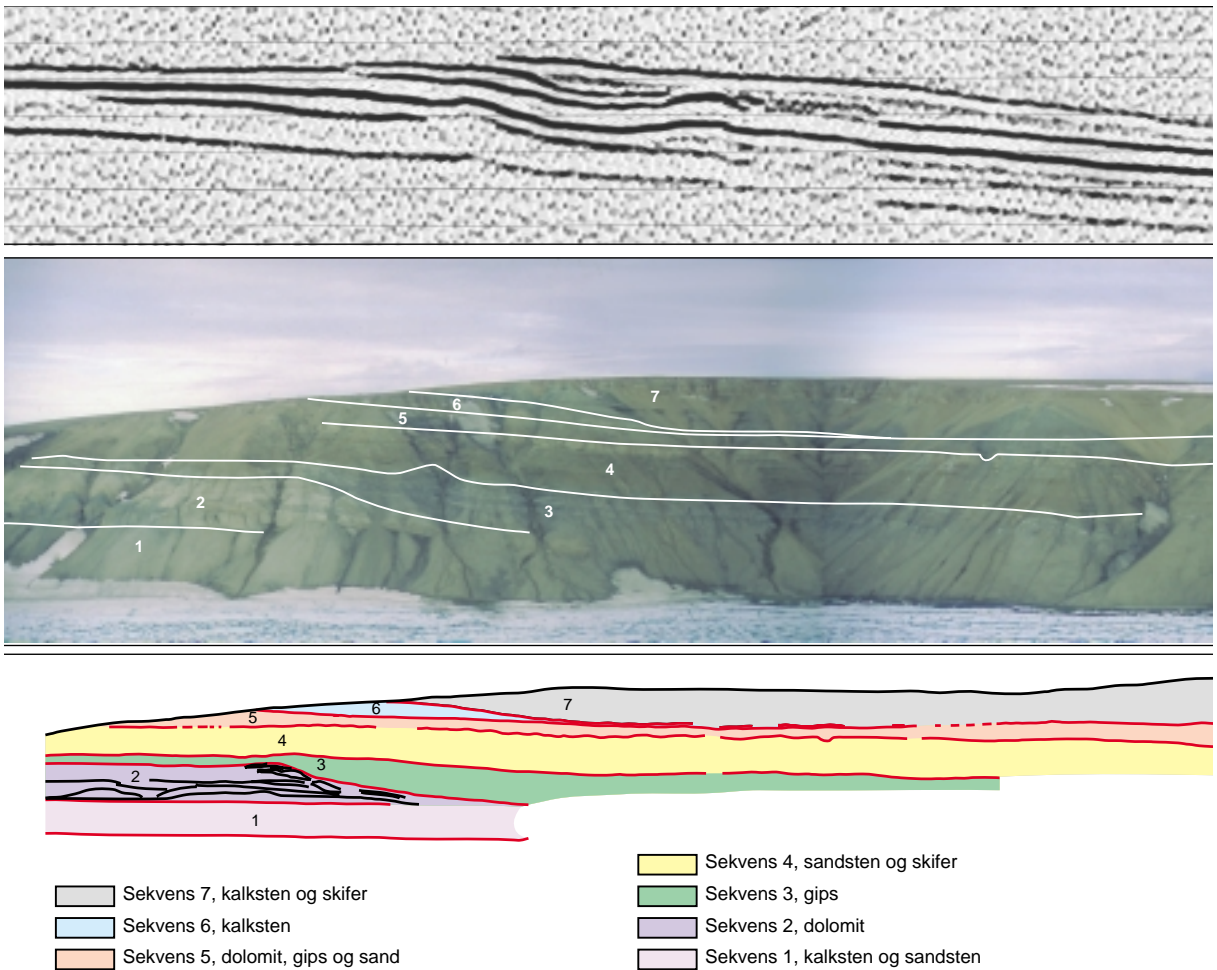 7
6
5
4
2
3
1
7
6
5
4
3
2
1
Sekvens 7, kalksten og skifer
Sekvens 6, kalksten
Sekvens 5, dolomit, gips og sand
Sekvens 4, sandsten og skifer
Sekvens 3, gips
Sekvens 2, dolomit
Sekvens 1, kalksten og sandsten